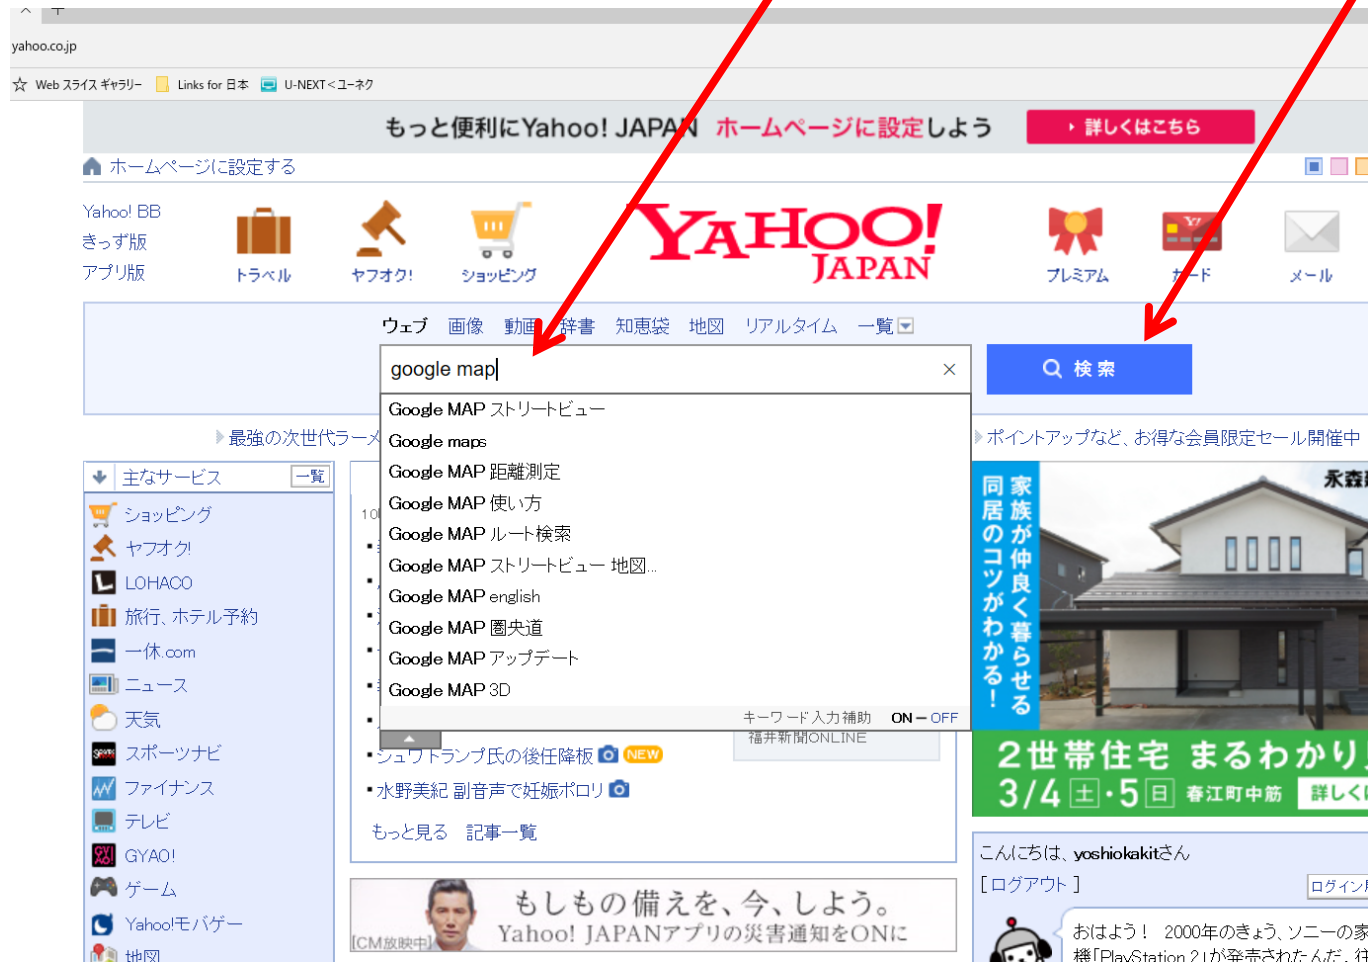 yahoo.co.jp
Web スライス ギャラリー Links for 日本 U-NEXT<ユーネク
もっと便利にYahoo! JAPAN ホームページに設定しよう 詳しくはこちら
ホームページに設定する
Yahoo! BB
きっず版
アプリ版
トラベル ヤフオク! ショッピング YAHOO! JAPAN プレミアム カード メール
ウェブ 画像 動画 辞書 知恵袋 地図 リアルタイム 一覧
google map × 検索
Google MAP ストリートビュー
Google maps
Google MAP 距離測定
Google MAP 使い方
Google MAP ルート検索
Google MAP ストリートビュー 地図...
Google MAP english
Google MAP 圏央道
Google MAP アップデート
Google MAP 3D
キーワード入力補助 ON－OFF
最強の次世代ラーメ
ポイントアップなど、お得な会員限定セール開催中
主なサービス 一覧
ショッピング
ヤフオク!
LOHACO
旅行、ホテル予約
一休.com
ニュース
天気
スポーツナビ
ファイナンス
テレビ
GYAO!
ゲーム
Yahoo!モバゲー
地図
福井新聞ONLINE
シュワ トランプ氏の後任降板 NEW
水野美紀 副音声で妊娠ポロリ
もっと見る 記事一覧
もしもの備えを、今、しよう。
[CM放映中] Yahoo! JAPANアプリの災害通知をONに
家族が仲良く暮らせる
同居のコツがわかる！
永森
2世帯住宅 まるわかり
3/4 土・5日 春江町中筋 詳しく
こんにちは、yoshiokakitさん
[ログアウト] ログイン
おはよう！ 2000年のきょう、ソニーの家
機「PlayStation 2」が発売されたんだ。